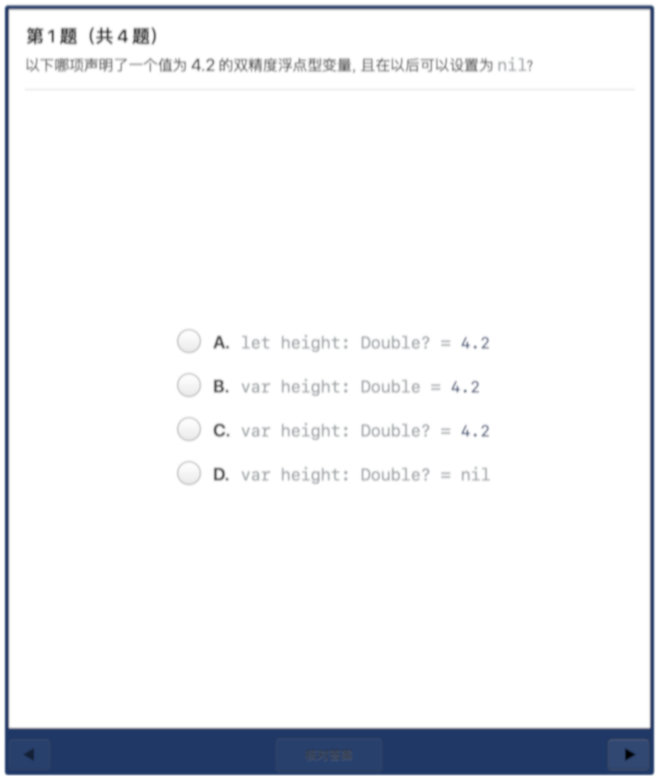 第1题（共4题）
以下哪项声明了一个值为 4.2 的双精度浮点型变量, 且在以后可以设置为 nil?
A. let height: Double? = 4.2
B. var height: Double = 4.2
C. var height: Double? = 4.2
D. var height: Double? = nil